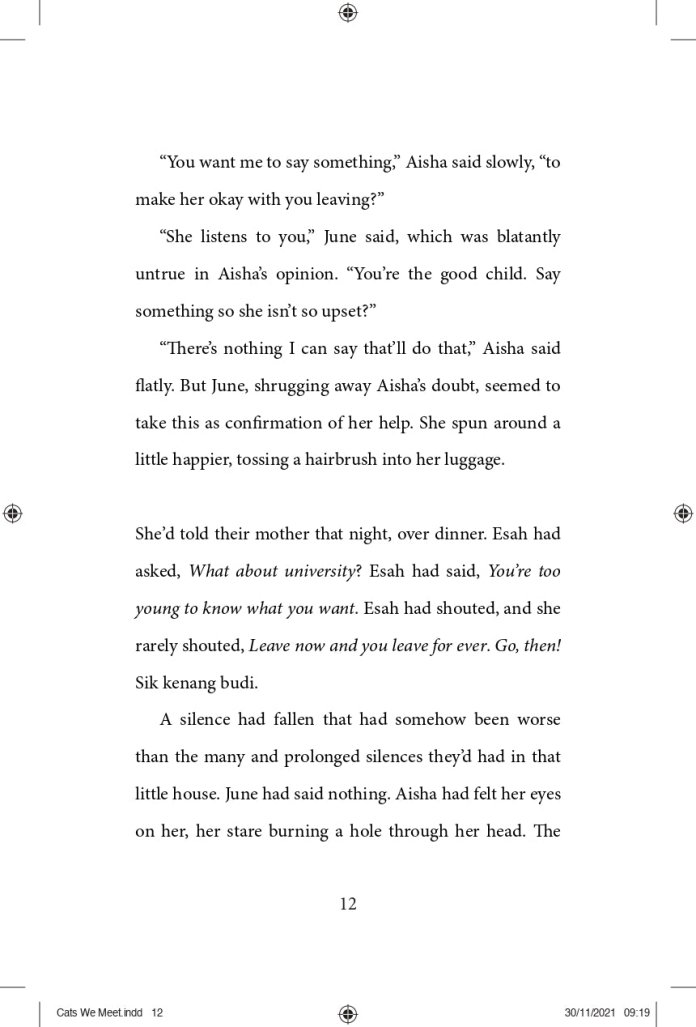 “You want me to say something,” Aisha said slowly, “to
make her okay with you leaving?”
“She listens to you,” June said, which was blatantly
untrue in Aisha’s opinion. “You’re the good child. Say
something so she isn’t so upset?”
“There’s nothing I can say that’ll do that,” Aisha said
flatly. But June, shrugging away Aisha’s doubt, seemed to
take this as confirmation of her help. She spun around a
little happier, tossing a hairbrush into her luggage.
She’d told their mother that night, over dinner. Esah had
asked, What about university? Esah had said, You’re too
young to know what you want. Esah had shouted, and she
rarely shouted, Leave now and you leave for ever. Go, then!
Sik kenang budi.
A silence had fallen that had somehow been worse
than the many and prolonged silences they’d had in that
little house. June had said nothing. Aisha had felt her eyes
on her, her stare burning a hole through her head. The
12
Cats We Meet.indd 12
30/11/2021 09:19